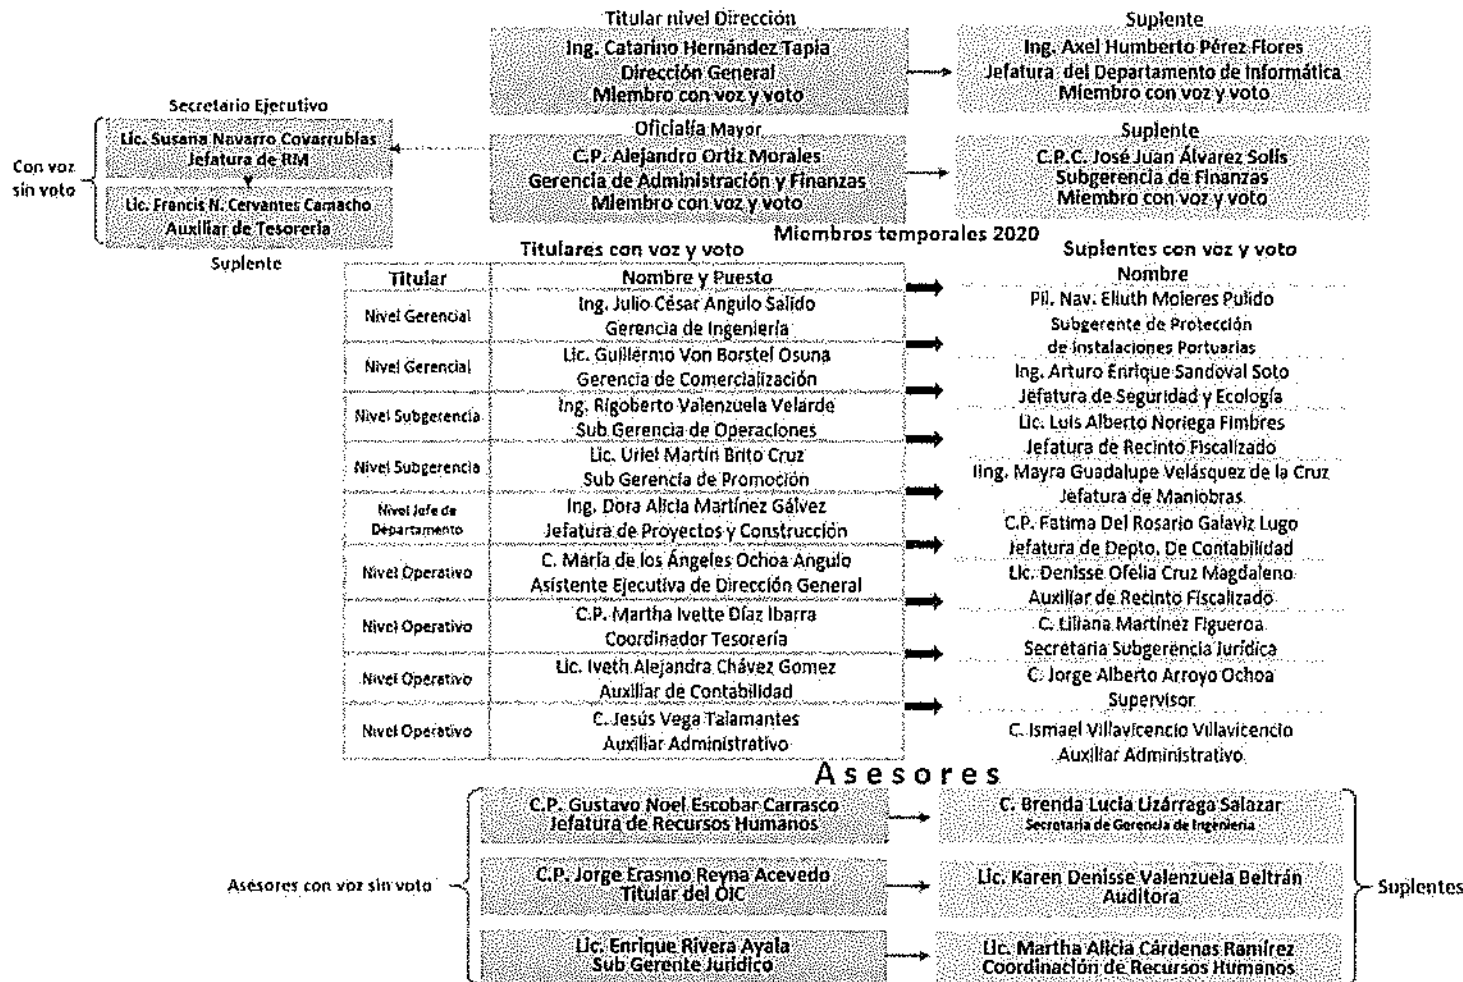 Titular nivel Dirección
Ing. Catarino Hernández Tapia
Dirección General
Miembro con voz y voto
Suplente
Ing. Axel Humberto Pérez Flores
Jefatura del Departamento de Informática
Miembro con voz y voto
Secretario Ejecutivo
Lic. Susana Navarro Covarrubias
Jefatura de RM
Con voz
sin voto
Lic. Francis N. Cervantes Camacho
Auxiliar de Tesorería
Suplente
Oficialía Mayor
C.P. Alejandro Ortiz Morales
Gerencia de Administración y Finanzas
Miembro con voz y voto
Suplente
C.P.C. José Juan Álvarez Solís
Subgerencia de Finanzas
Miembro con voz y voto
Miembros temporales 2020
Titulares con voz y voto
Titular
Nombre y Puesto
Nivel Gerencial
Ing. Julio César Angulo Salido
Gerencia de Ingeniería
Nivel Gerencial
Lic. Guillermo Von Borstel Osuna
Gerencia de Comercialización
Nivel Subgerencia
Ing. Rigoberto Valenzuela Velarde
Sub Gerencia de Operaciones
Nivel Subgerencia
Lic. Uriel Martín Brito Cruz
Sub Gerencia de Promoción
Nivel Jefe de
Departamento
Ing. Dora Alicia Martínez Gálvez
Jefatura de Proyectos y Construcción
Nivel Operativo
C. María de los Ángeles Ochoa Angulo
Asistente Ejecutiva de Dirección General
Nivel Operativo
C.P. Martha Ivette Díaz Ibarra
Coordinador Tesorería
Nivel Operativo
Lic. Iveth Alejandra Chávez Gomez
Auxiliar de Contabilidad
Nivel Operativo
C. Jesús Vega Talamantes
Auxiliar Administrativo
Suplentes con voz y voto
Nombre
Pil. Nav. Eliuth Moleres Pulido
Subgerente de Protección
de Instalaciones Portuarias
Ing. Arturo Enrique Sandoval Soto
Jefatura de Seguridad y Ecología
Lic. Luis Alberto Noriega Fimbres
Jefatura de Recinto Fiscalizado
IIng. Mayra Guadalupe Velásquez de la Cruz
Jefatura de Maniobras
C.P. Fatima Del Rosario Galaviz Lugo
Jefatura de Depto. De Contabilidad
Lic. Denisse Ofelia Cruz Magdaleno
Auxiliar de Recinto Fiscalizado
C. Liliana Martínez Figueroa
Secretaria Subgerencia Jurídica
C. Jorge Alberto Arroyo Ochoa
Supervisor
C. Ismael Villavicencio Villavicencio
Auxiliar Administrativo
Asesores
Asesores con voz sin voto
C.P. Gustavo Noel Escobar Carrasco
Jefatura de Recursos Humanos
C. Brenda Lucia Lizárraga Salazar
Secretaria de Gerencia de Ingeniería
C.P. Jorge Erasmo Reyna Acevedo
Titular del OIC
Lic. Karen Denisse Valenzuela Beltrán
Auditora
Lic. Enrique Rivera Ayala
Sub Gerente Jurídico
Lic. Martha Alicia Cárdenas Ramírez
Coordinación de Recursos Humanos
Suplentes